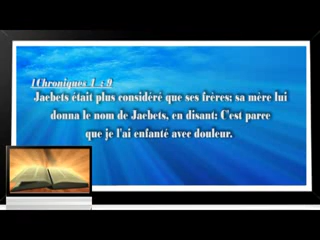 1Chroniques 4 : 9
Jaebets était plus considéré que ses frères; sa mère lui
donna le nom de Jaebets, en disant: C'est parce
que je l'ai enfanté avec douleur.